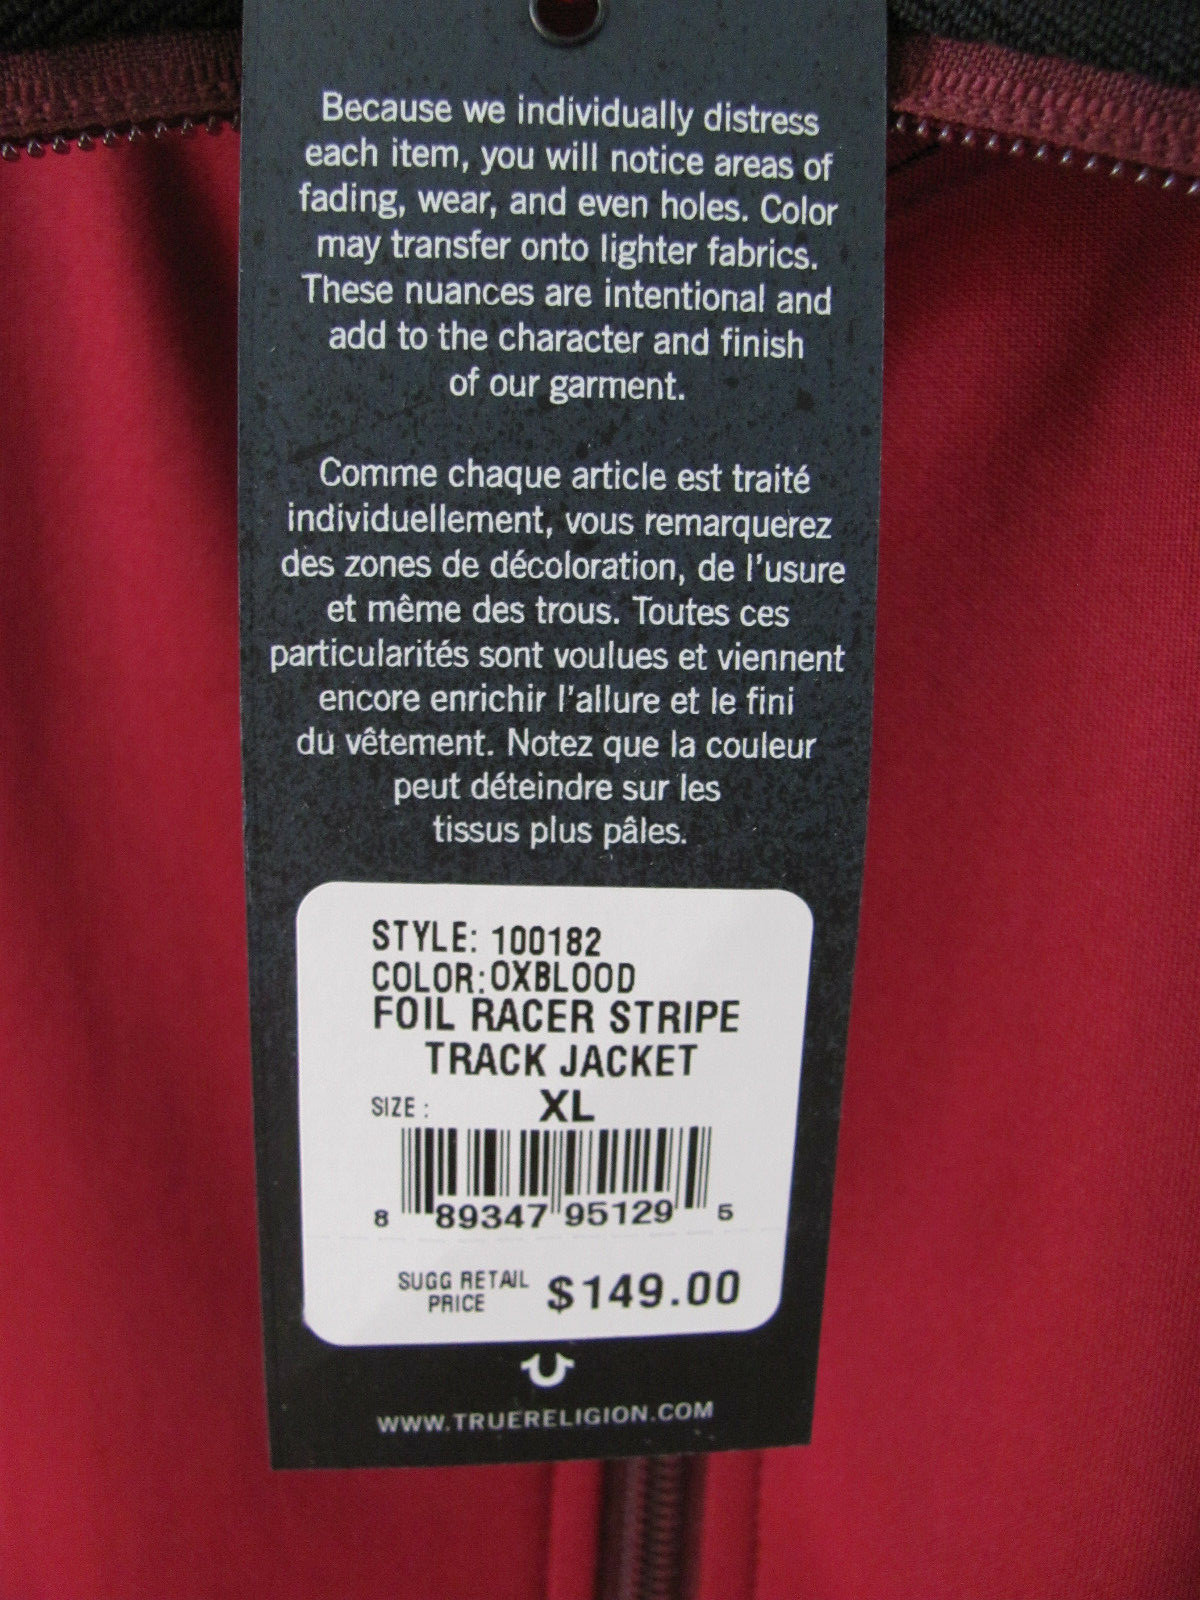 Because we individually distress
each item, you will notice areas of
fading, wear, and even holes. Color
may transfer onto lighter fabrics.
These nuances are intentional and
add to the character and finish
of our garment.
Comme chaque article est traité
individuellement, vous remarquerez
des zones de décoloration, de l'usure
et même des trous. Toutes ces
particularités sont voulues et viennent
encore enrichir l'allure et le fini
du vêtement. Notez que la couleur
peut déteindre sur les
tissus plus pâles.
STYLE: 100182
COLOR:OXBLOOD
FOIL RACER STRIPE
TRACK JACKET
SIZE : XL
8 89347 95129 5
SUGG RETAIL
PRICE $149.00
WWW.TRUERELIGION.COM